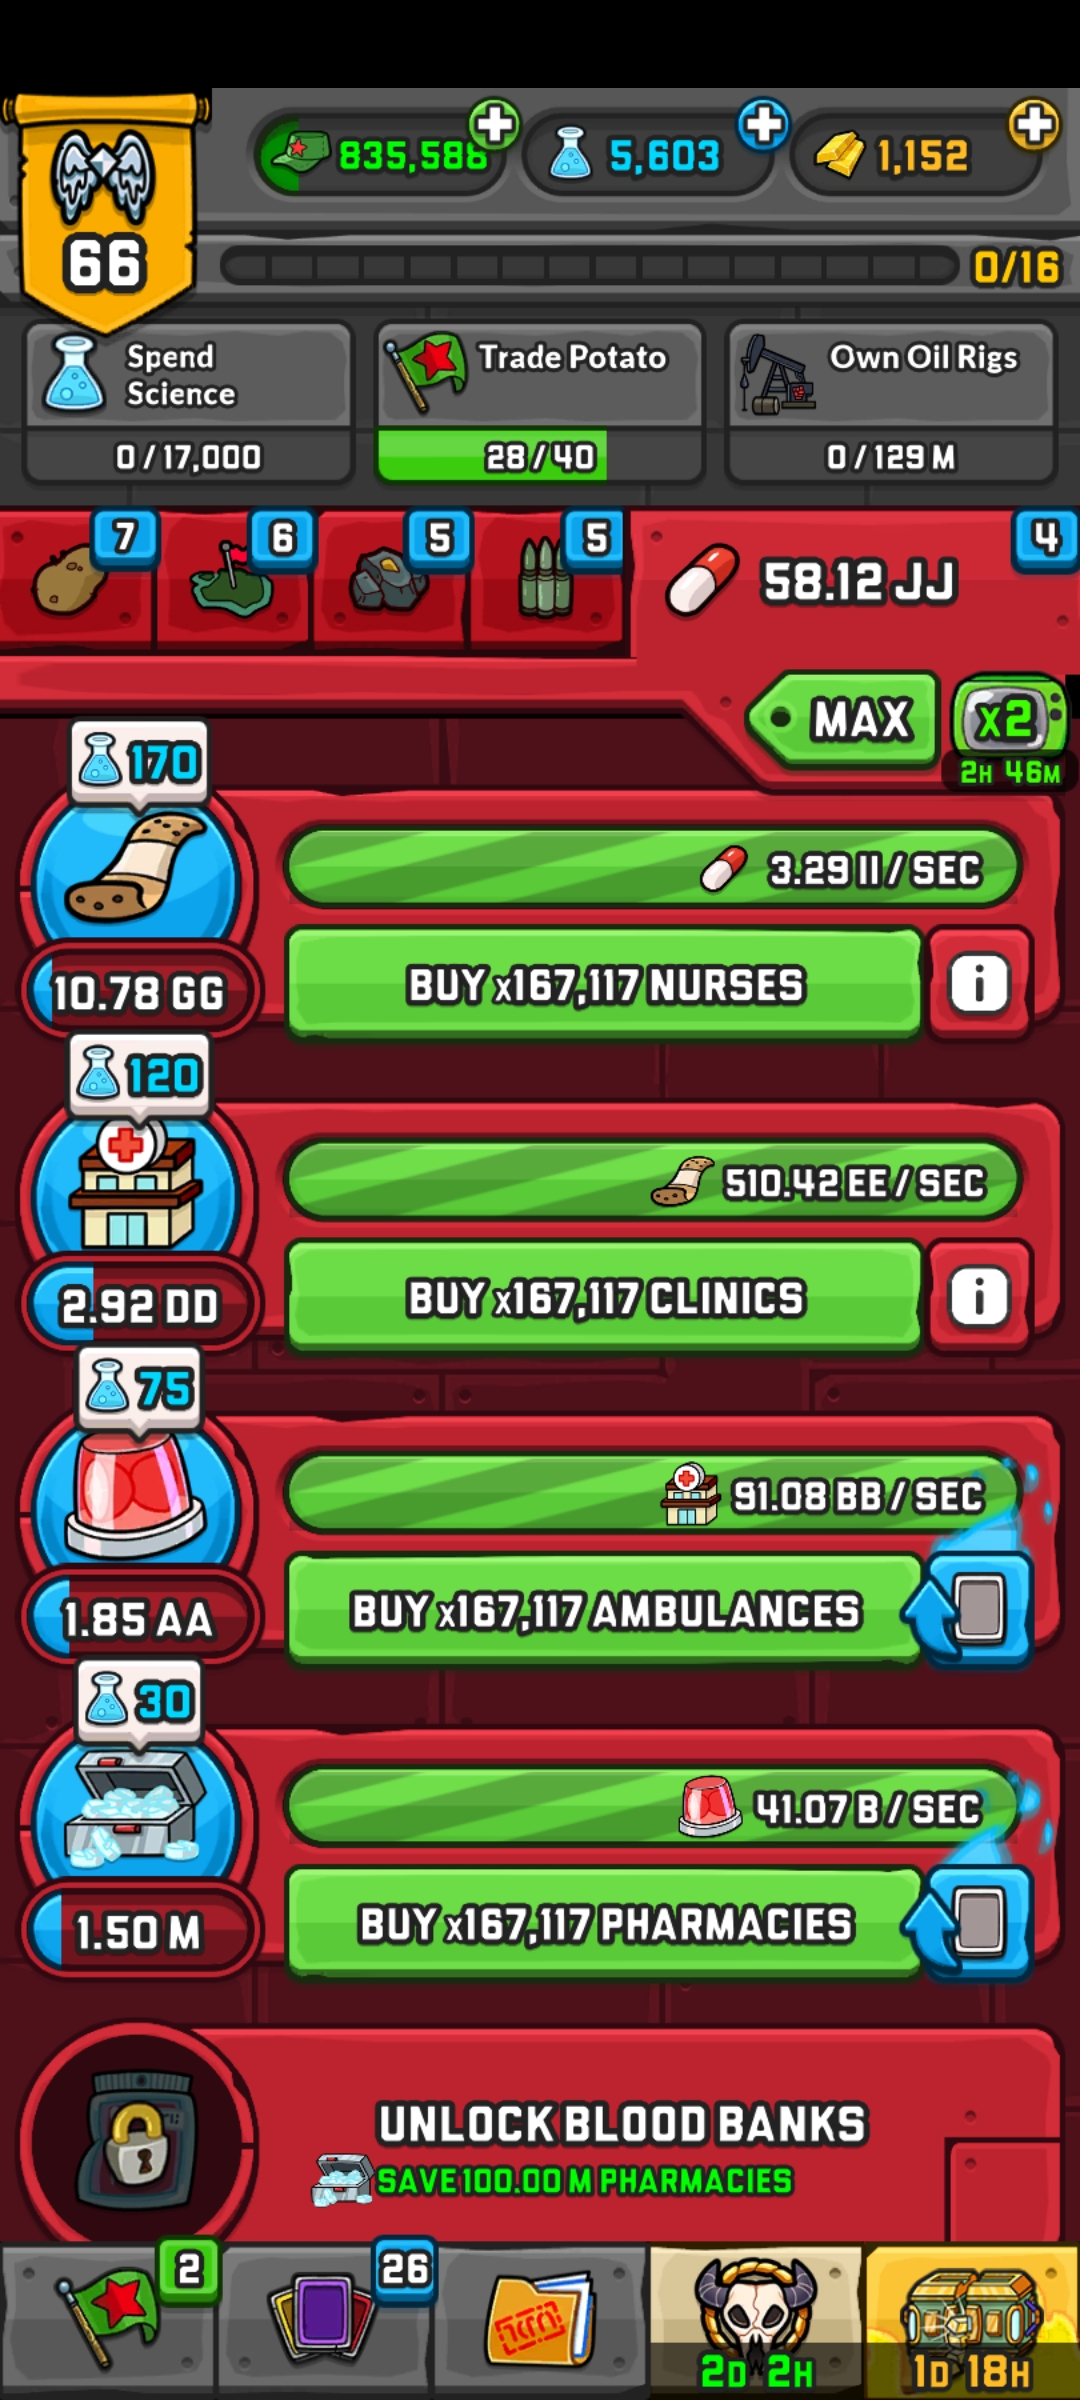 835,588
5,603
1,152
66
0/16
Spend
Science
0/17,000
Trade Potato
28/40
Own Oil Rigs
0/129 M
7
6
5
5
58.12 JJ
4
MAX
x2
2H 46M
170
3.29 II/SEC
10.78 GG
BUY x167,117 NURSES
i
120
510.42 EE/SEC
2.92 DD
BUY x167,117 CLINICS
i
75
91.08 BB/SEC
1.85 AA
BUY x167,117 AMBULANCES
30
41.07 B/SEC
1.50 M
BUY x167,117 PHARMACIES
UNLOCK BLOOD BANKS
SAVE 100.00 M PHARMACIES
2
26
2D 2H
1D 18H